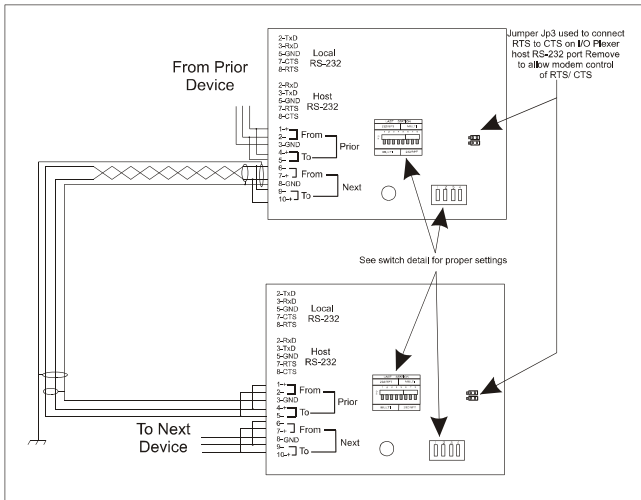 Jumper Jp3 used to connect
RTS to CTS on I/O Plexer
host RS-232 port Remove
to allow modem control
of RTS/ CTS
2-TxD
3-RxD
5-GND
7-CTS
8-RTS
Local
RS-232
From Prior
Device
2-RxD
3-TxD
5-GND
7-RTS
8-CTS
Host
RS-232
1-+
2-
3-GND
4-+
5-
6-
7-+
8-GND
9-
10-+
From
To
Prior
From
To
Next
See switch detail for proper settings
2-TxD
3-RxD
5-GND
7-CTS
8-RTS
Local
RS-232
2-RxD
3-TxD
5-GND
7-RTS
8-CTS
Host
RS-232
1-+
2-
3-GND
4-+
5-
6-
7-+
8-GND
9-
10-+
From
To
Prior
From
To
Next
To Next
Device